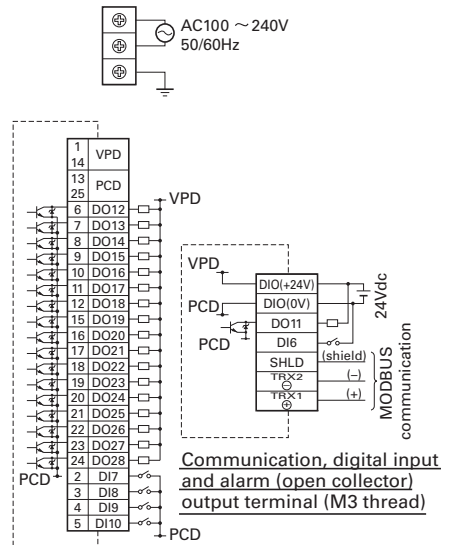 AC100 ～240V
50/60Hz
1
14
VPD
13
25
PCD
VPD
6 DO12
7 DO13
8 DO14
9 DO15
10 DO16
11 DO17
12 DO18
15 DO19
16 DO20
17 DO21
18 DO22
19 DO23
20 DO24
21 DO25
22 DO26
23 DO27
24 DO28
PCD
2 DI7
3 DI8
4 DI9
5 DI10
PCD
VPD
DIO(+24V)
PCD
DIO(0V)
24Vdc
DO11
PCD
DI6
SHLD
(shield)
TRX2
⊖
(−)
TRX1
⊕
(+)
MODBUS
communication
Communication, digital input
and alarm (open collector)
output terminal (M3 thread)